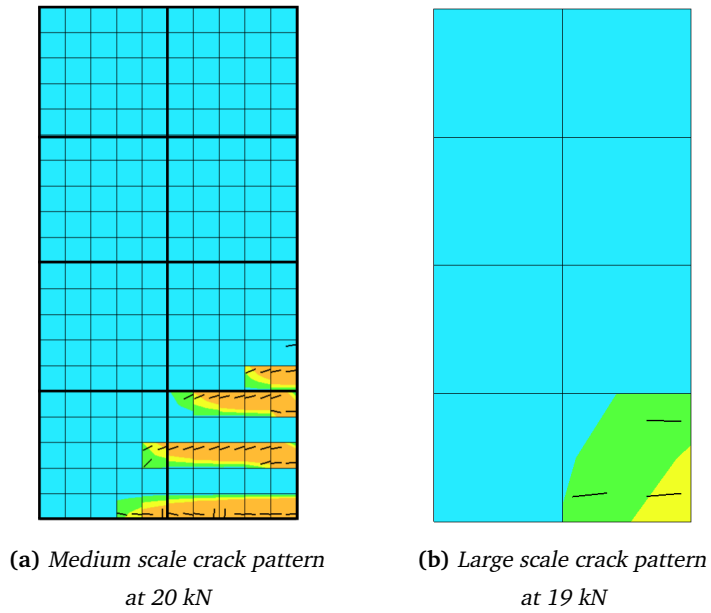 (a) Medium scale crack pattern
at 20 kN
(b) Large scale crack pattern
at 19 kN